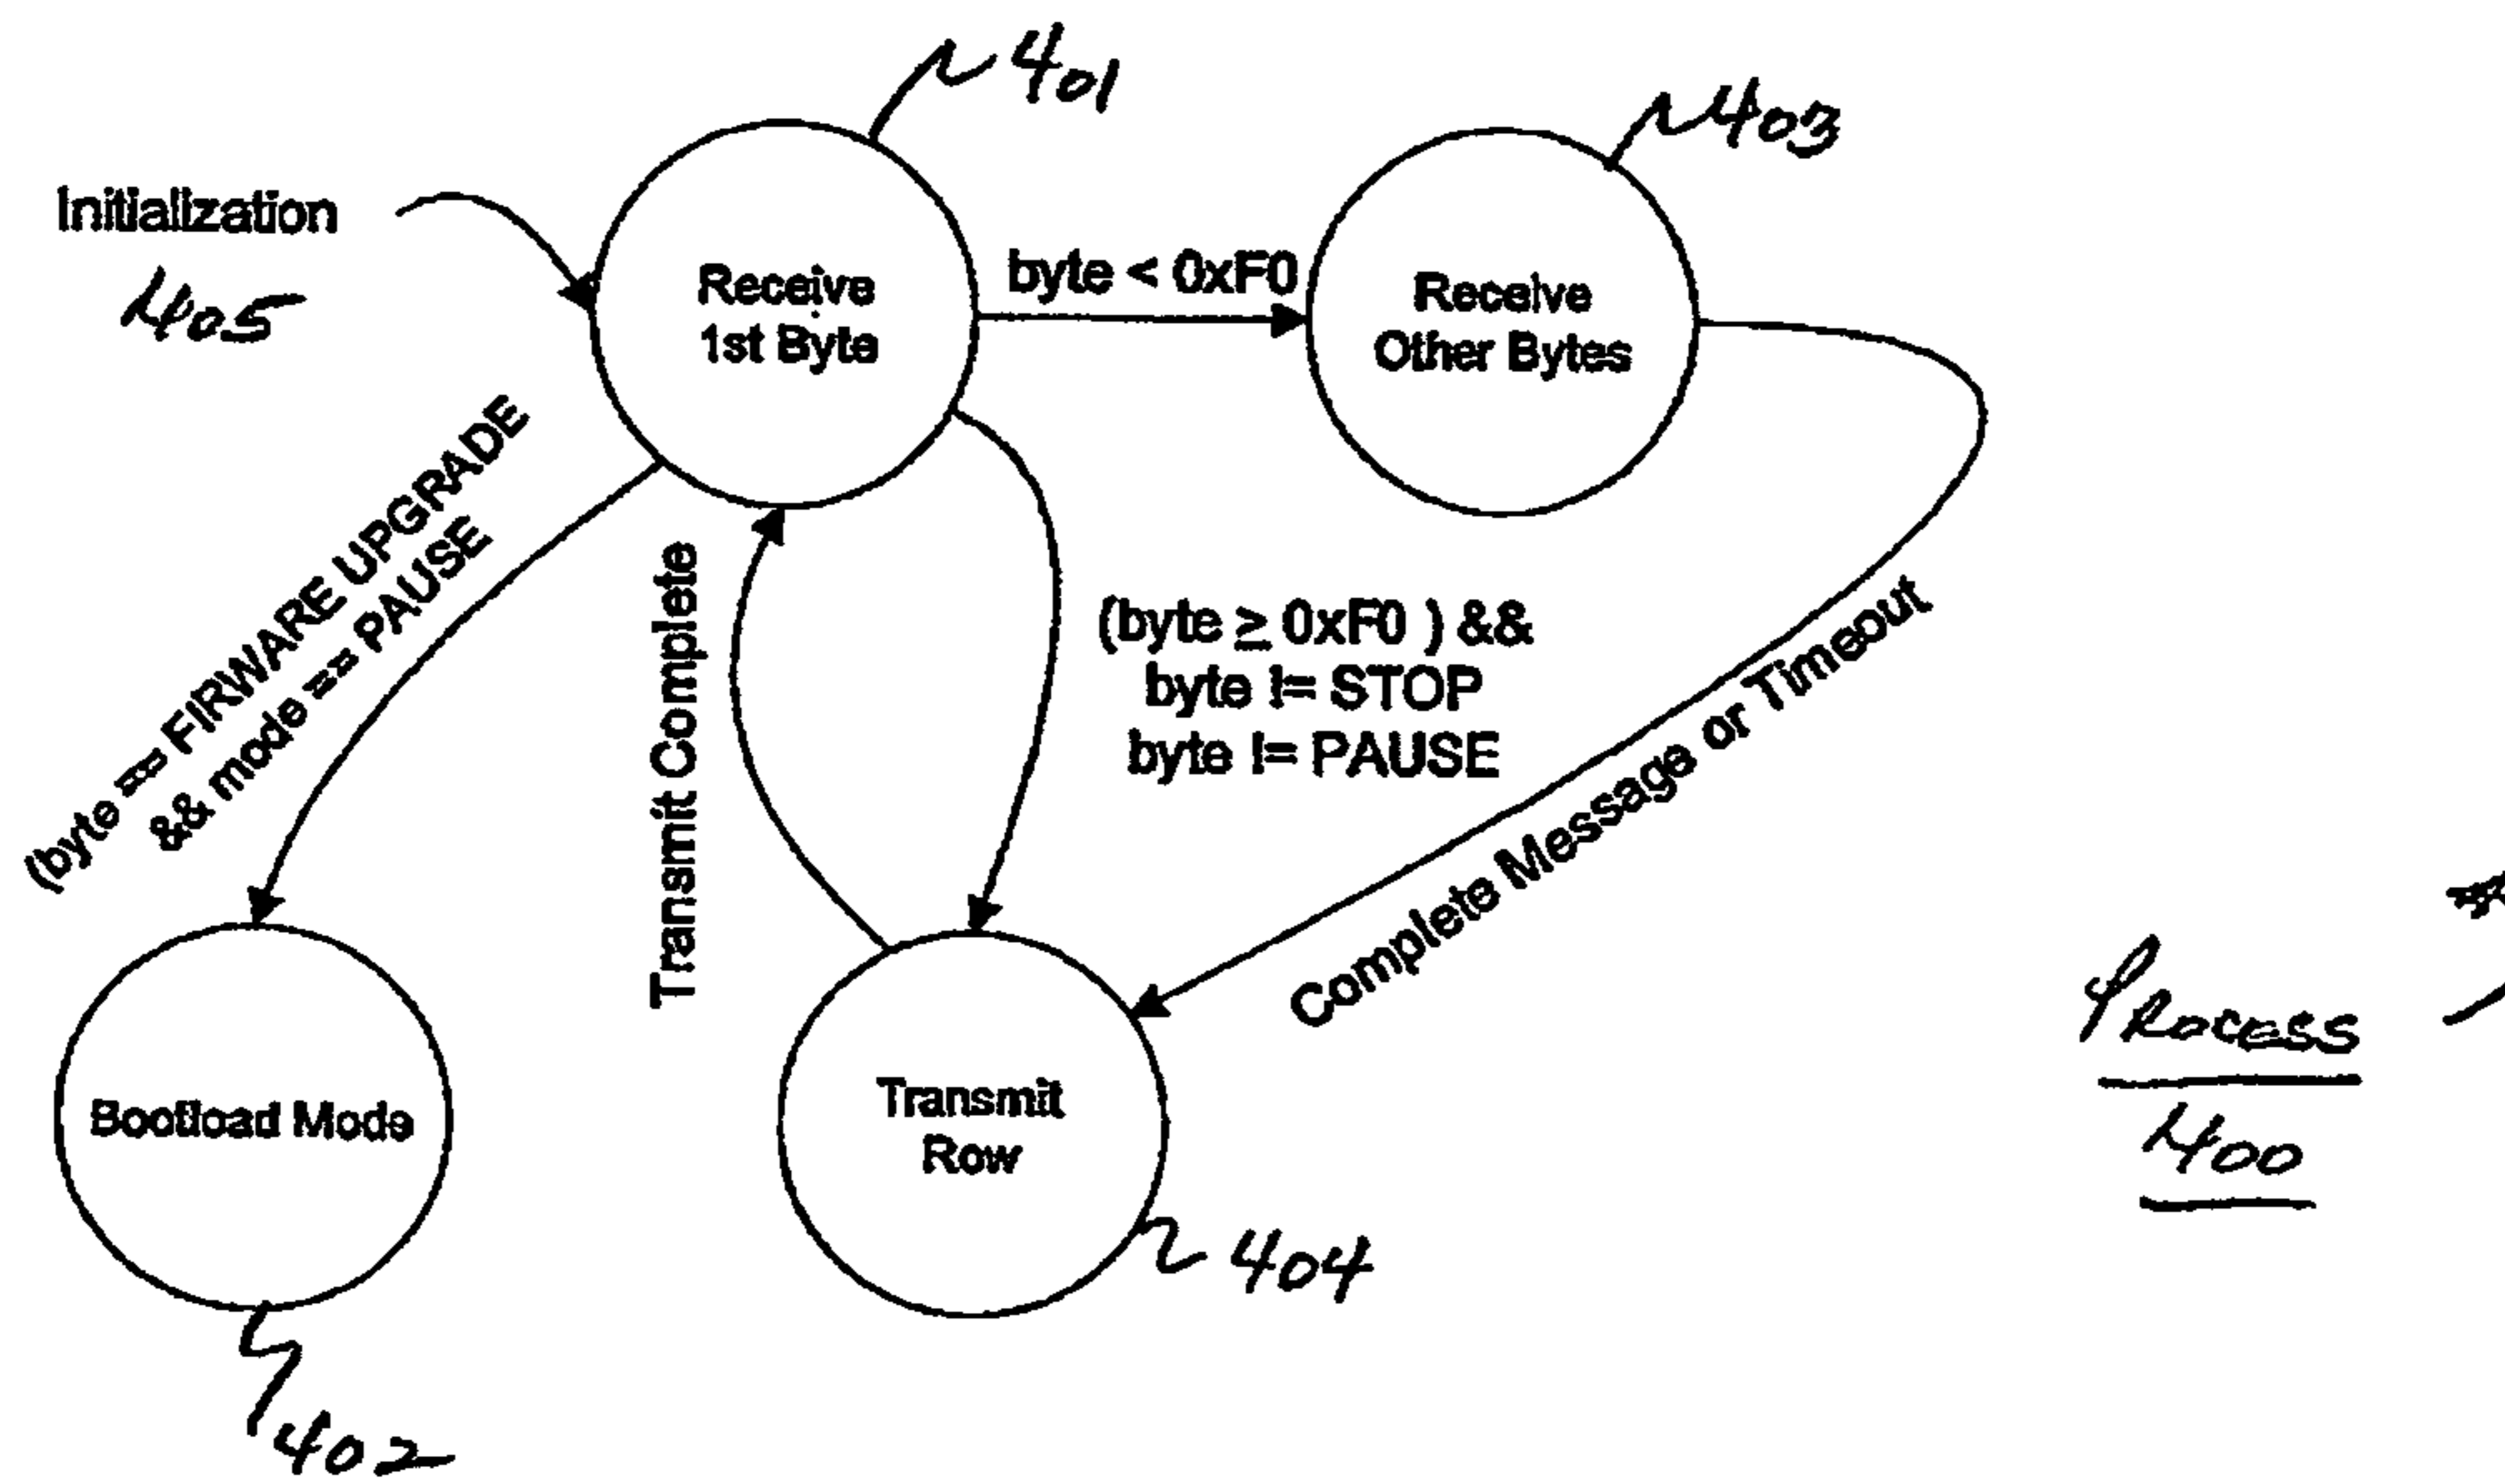 401
403
Initialization
405
Receive
1st Byte
byte < 0xF0
Receive
Other Bytes
(byte == FIRWARE UPGRADE
&& mode == PAUSE
Transmit Complete
(byte ≥ 0xF0 ) &&
byte != STOP
byte != PAUSE
Complete Message or Timeout
Bootload Mode
Transmit
Row
Process
400
404
402